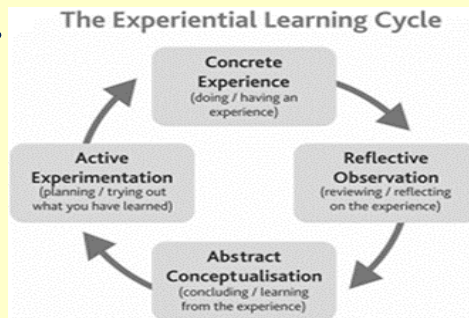 The Experiential Learning Cycle
Concrete
Experience
(doing / having an
experience)
Reflective
Observation
(reviewing / reflecting
on the experience)
Abstract
Conceptualisation
(concluding / learning
from the experience)
Active
Experimentation
(planning / trying out
what you have learned)